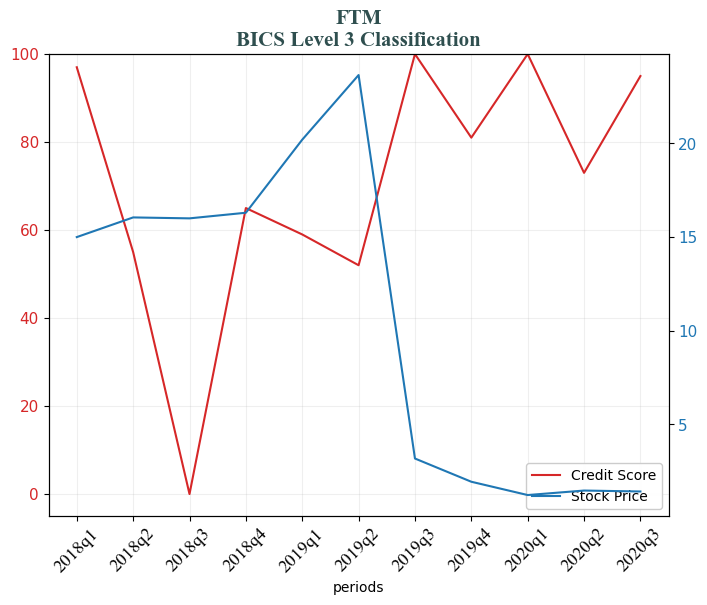 FTM
BICS Level 3 Classification
100
80
60
40
20
0
20
15
10
5
Credit Score
Stock Price
2018q1 2018q2 2018q3 2018q4 2019q1 2019q2 2019q3 2019q4 2020q1 2020q2 2020q3
periods